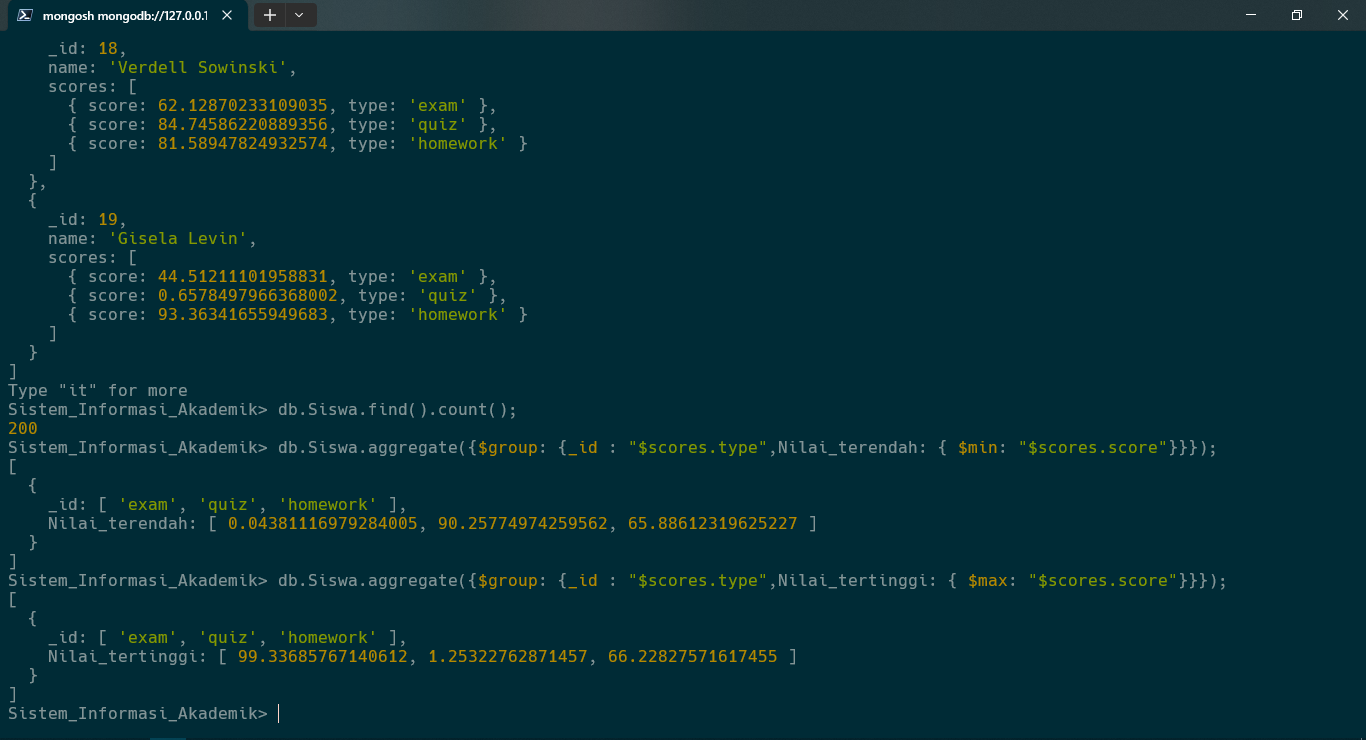 mongosh mongodb://127.0.0.1
_id: 18,
name: 'Verdell Sowinski',
scores: [
{ score: 62.12870233109035, type: 'exam' },
{ score: 84.74586220889356, type: 'quiz' },
{ score: 81.58947824932574, type: 'homework' }
]
},
{
_id: 19,
name: 'Gisela Levin',
scores: [
{ score: 44.51211101958831, type: 'exam' },
{ score: 0.6578497966368002, type: 'quiz' },
{ score: 93.36341655949683, type: 'homework' }
]
}
]
Type "it" for more
Sistem_Informasi_Akademik> db.Siswa.find().count();
200
Sistem_Informasi_Akademik> db.Siswa.aggregate({$group: {_id : "$scores.type",Nilai_terendah: { $min: "$scores.score"}}});
[
{
_id: [ 'exam', 'quiz', 'homework' ],
Nilai_terendah: [ 0.04381116979284005, 90.25774974259562, 65.88612319625227 ]
}
]
Sistem_Informasi_Akademik> db.Siswa.aggregate({$group: {_id : "$scores.type",Nilai_tertinggi: { $max: "$scores.score"}}});
[
{
_id: [ 'exam', 'quiz', 'homework' ],
Nilai_tertinggi: [ 99.33685767140612, 1.25322762871457, 66.22827571617455 ]
}
]
Sistem_Informasi_Akademik>